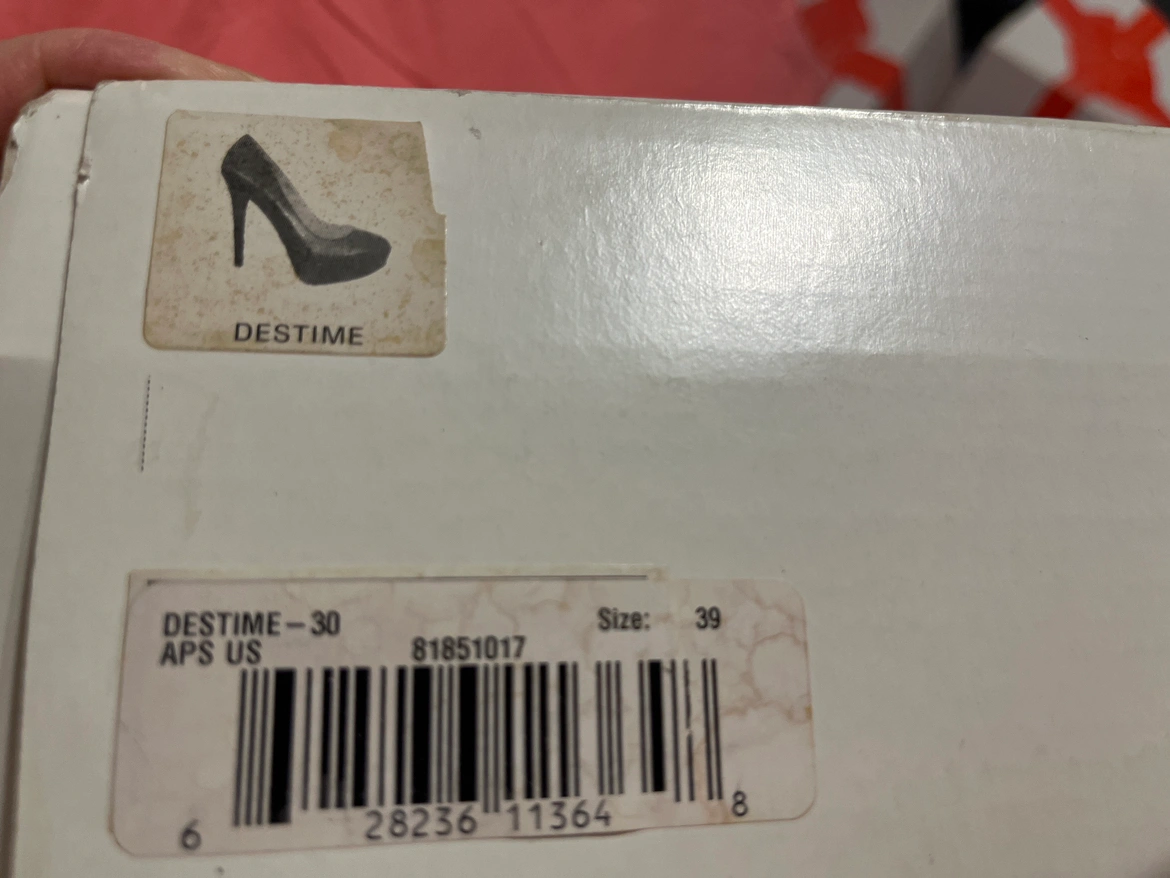 DESTIME
DESTIME-30 Size: 39
APS US 81851017
6 28236 11364 8